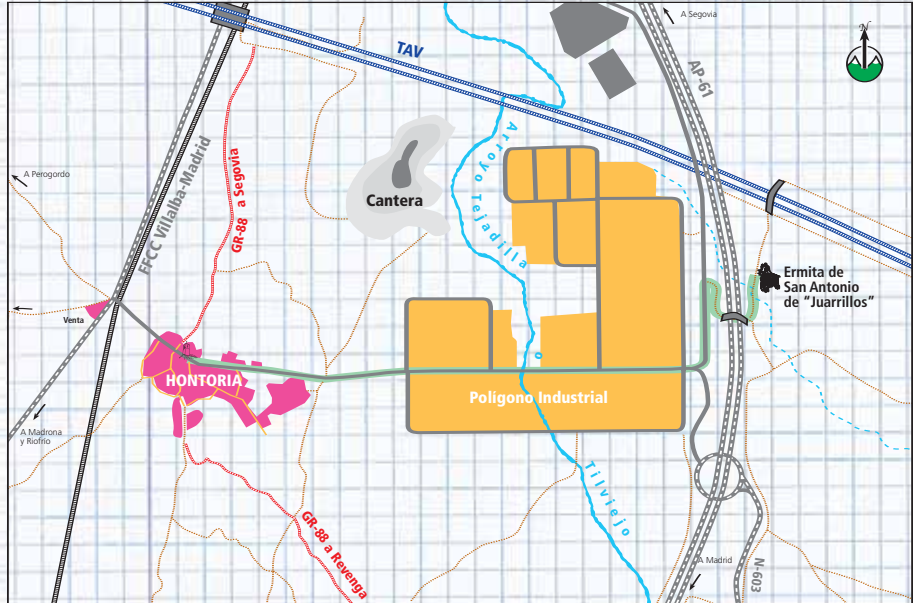 A Segovia
N
TAV
AP-61
FFCC Villalba-Madrid
GR-88 a Segovia
A Perogordo
Cantera
Arroyo Tejadilla
o
Tilviejo
Ermita de
San Antonio
de "Juarrillos"
Venta
HONTORIA
Polígono Industrial
A Madrona
y Riofrio
GR-88 a Revenga
A Madrid
N-603